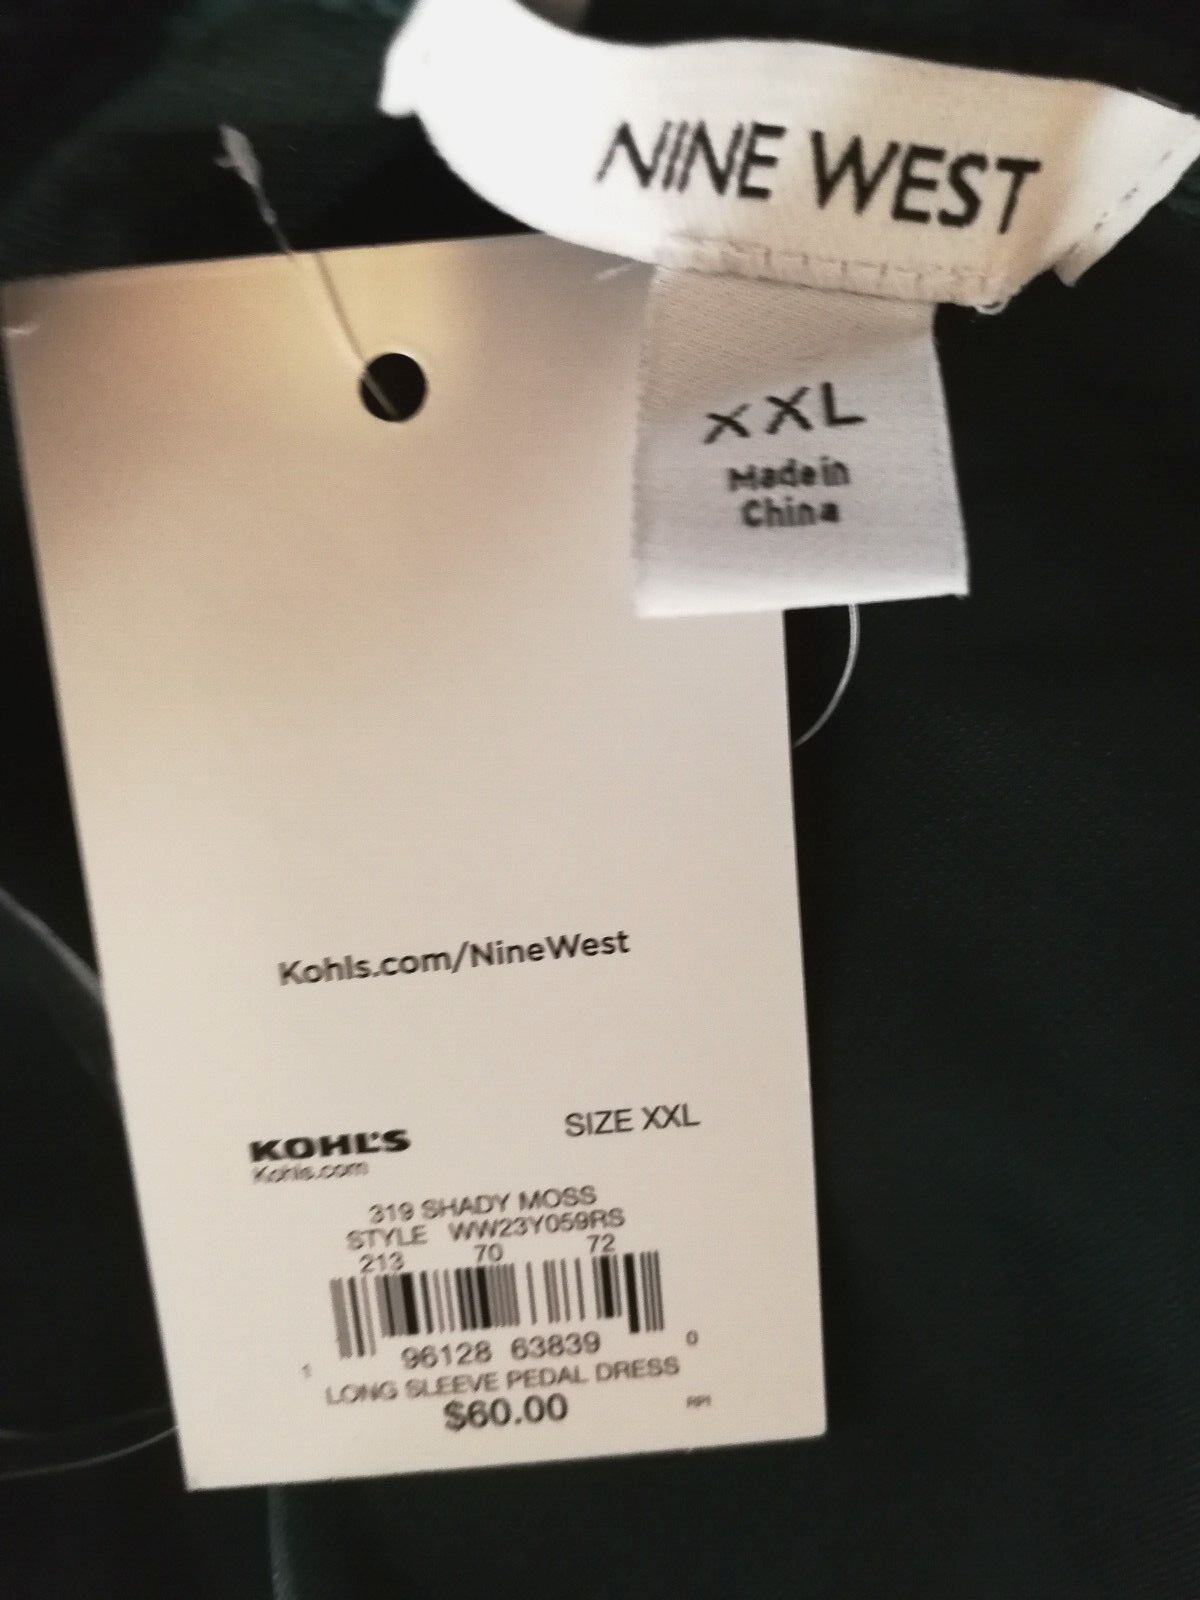 NINE WEST
XXL
Made in
China
Kohls.com/NineWest
KOHL'S
Kohls.com
SIZE XXL
319 SHADY MOSS
STYLE WW23Y059RS
213 70 72
1 96128 63839 0
LONG SLEEVE PEDAL DRESS
$60.00